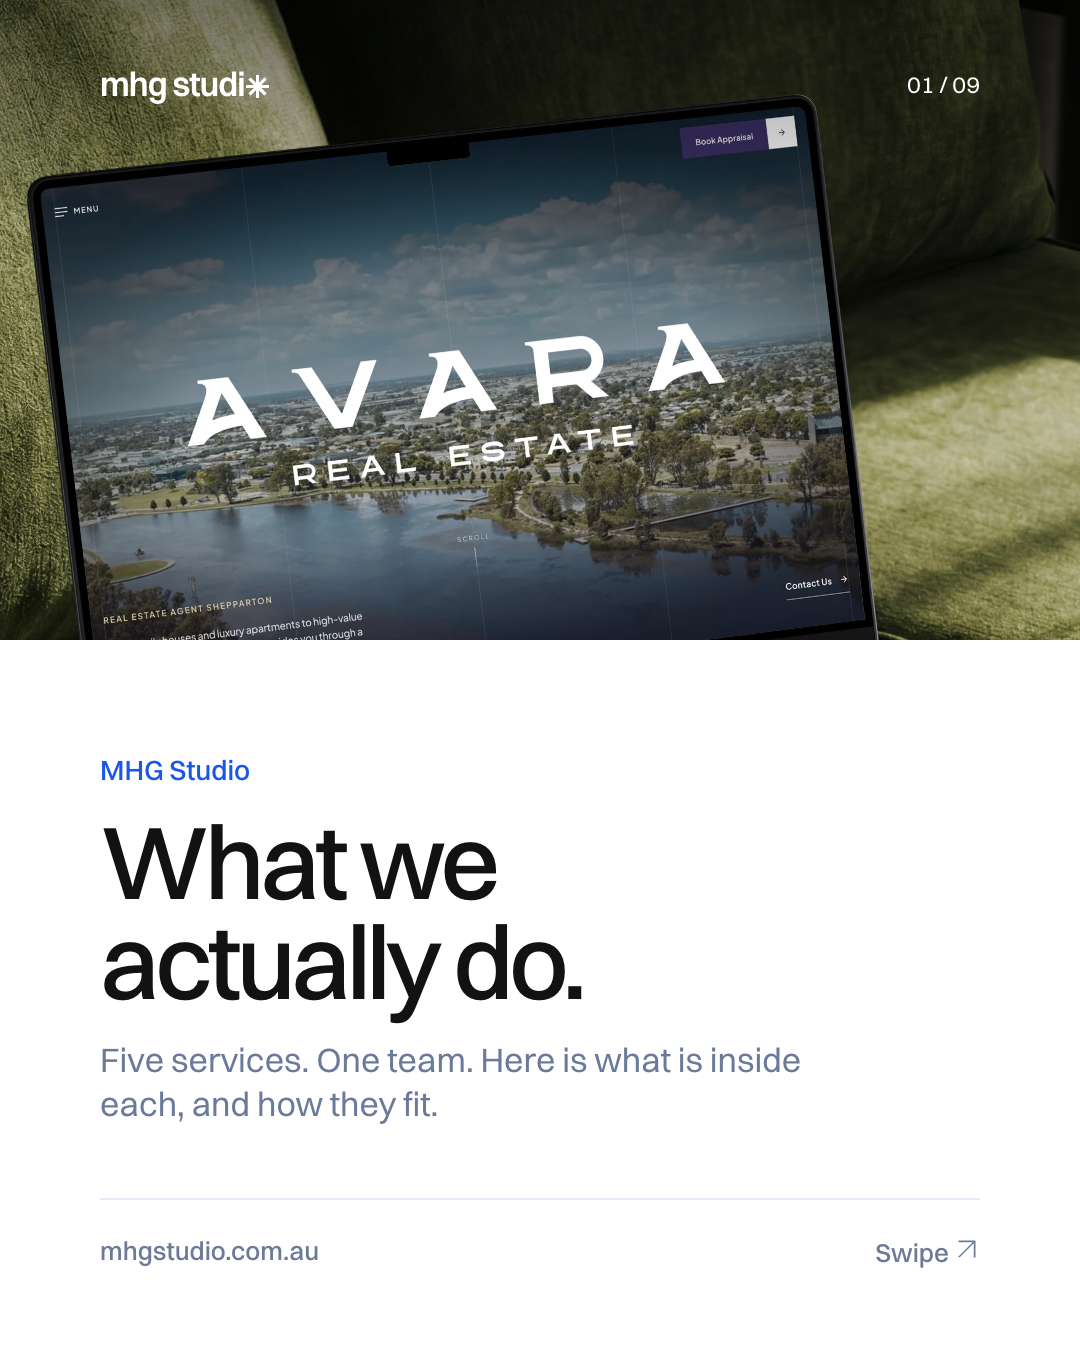 mhg studi✳
01 / 09
Book Appraisal
MENU
AVARA
REAL ESTATE
SCROLL
Contact Us
REAL ESTATE AGENT SHEPPARTON
houses and luxury apartments to high-value
you through a
MHG Studio
What we
actually do.
Five services. One team. Here is what is inside
each, and how they fit.
mhgstudio.com.au
Swipe